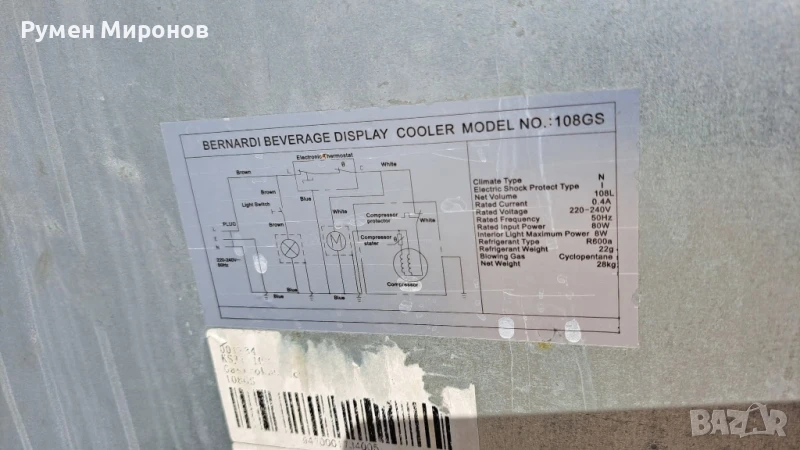 Румен Миронов
BERNARDI BEVERAGE DISPLAY COOLER MODEL NO.:108GS
Electronic Thermostat
Brown
L
8
White
Brown
Light Switch
Blue
White
Compressor protector
White
PLUG
L
E
N
Brown
M
Compressor stater
220-240V~
50Hz
Blue
Blue
Blue
Compressor
Climate Type N
Electric Shock Protect Type I
Net Volume 108L
Rated Current 0.4A
Rated Voltage 220-240V
Rated Frequency 50Hz
Rated Input Power 80W
Interior Light Maximum Power 8W
Refrigerant Type R600a
Refrigerant Weight 22g
Blowing Gas Cyclopentane
Net Weight 28kg
108GS
BAZAR